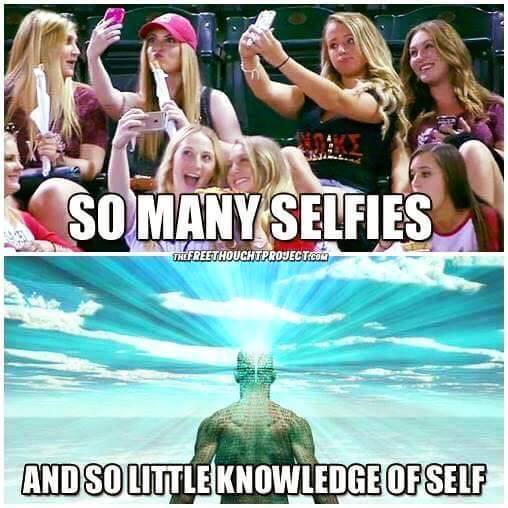 SO MANY SELFIES
THEFREETHOUGHTPROJECT.COM
AND SO LITTLE KNOWLEDGE OF SELF